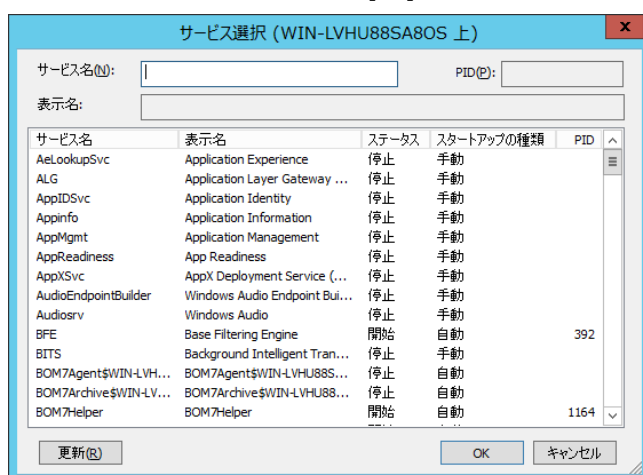 サービス選択 (WIN-LVHU88SA8OS 上)
x
サービス名(N): PID(P):
表示名:
サービス名 表示名 ステータス スタートアップの種類 PID
AeLookupSvc Application Experience 停止 手動
ALG Application Layer Gateway ... 停止 手動
AppIDSvc Application Identity 停止 手動
Appinfo Application Information 停止 手動
AppMgmt Application Management 停止 手動
AppReadiness App Readiness 停止 手動
AppXSvc AppX Deployment Service (... 停止 手動
AudioEndpointBuilder Windows Audio Endpoint Bui... 停止 手動
Audiosrv Windows Audio 停止 手動
BFE Base Filtering Engine 開始 自動 392
BITS Background Intelligent Tran... 停止 手動
BOM7Agent$WIN-LVH... BOM7Agent$WIN-LVHU88S... 停止 自動
BOM7Archive$WIN-LV... BOM7Archive$WIN-LVHU88... 停止 自動
BOM7Helper BOM7Helper 開始 自動 1164
更新(R) OK キャンセル